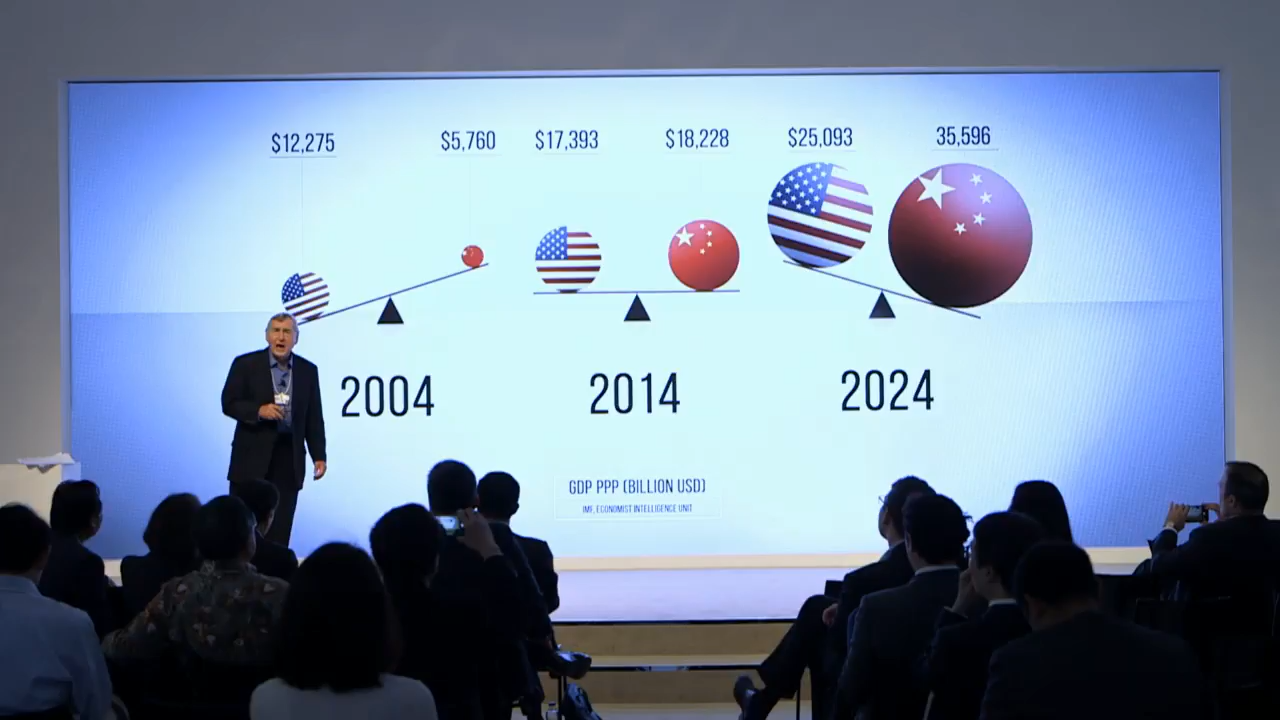 $12,275 $5,760 $17,393 $18,228 $25,093 35,596
2004 2014 2024
GDP PPP (BILLION USD)
IMF, ECONOMIST INTELLIGENCE UNIT